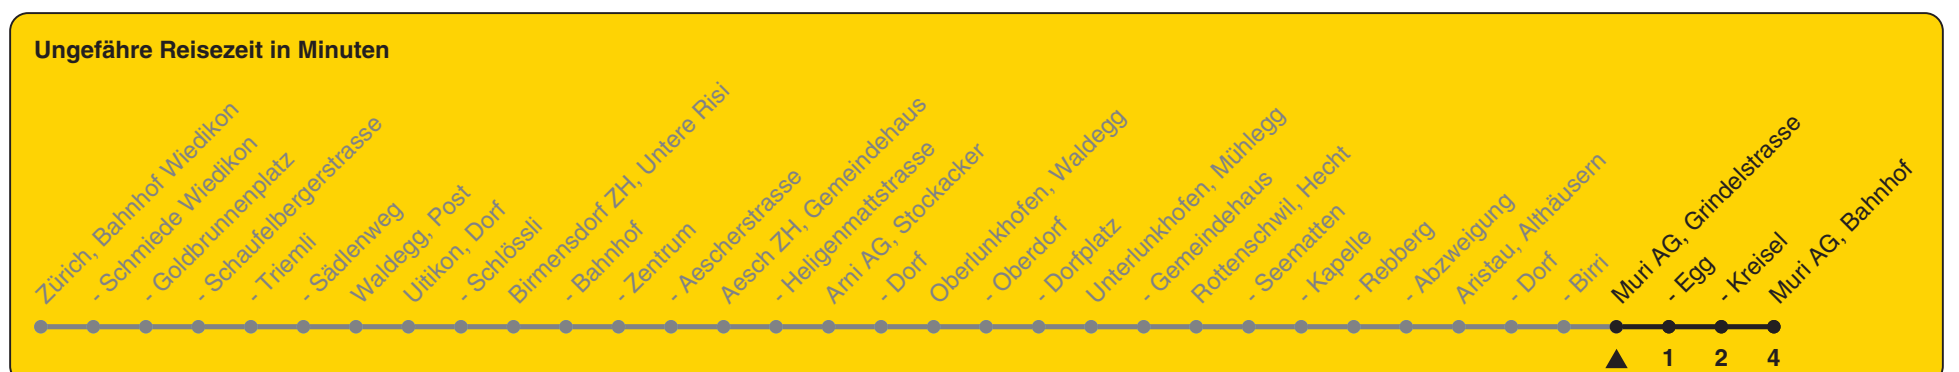 Ungefähre Reisezeit in Minuten
Zürich, Bahnhof Wiedikon
- Schmiede Wiedikon
- Goldbrunnenplatz
- Schaufelbergerstrasse
- Triemli
- Sädlenweg
Waldegg, Post
Uitikon, Dorf
- Schlössli
Birmensdorf ZH, Untere Risi
- Bahnhof
- Zentrum
- Aescherstrasse
Aesch ZH, Gemeindehaus
- Heligenmattstrasse
Arni AG, Stockacker
- Dorf
Oberlunkhofen, Waldegg
- Oberdorf
- Dorfplatz
Unterlunkhofen, Mühlegg
- Gemeindehaus
Rottenschwil, Hecht
- Seematten
- Kapelle
- Rebberg
- Abzweigung
Aristau, Althäusern
- Dorf
- Birri
Muri AG, Grindelstrasse
- Egg
- Kreisel
Muri AG, Bahnhof
1 2 4